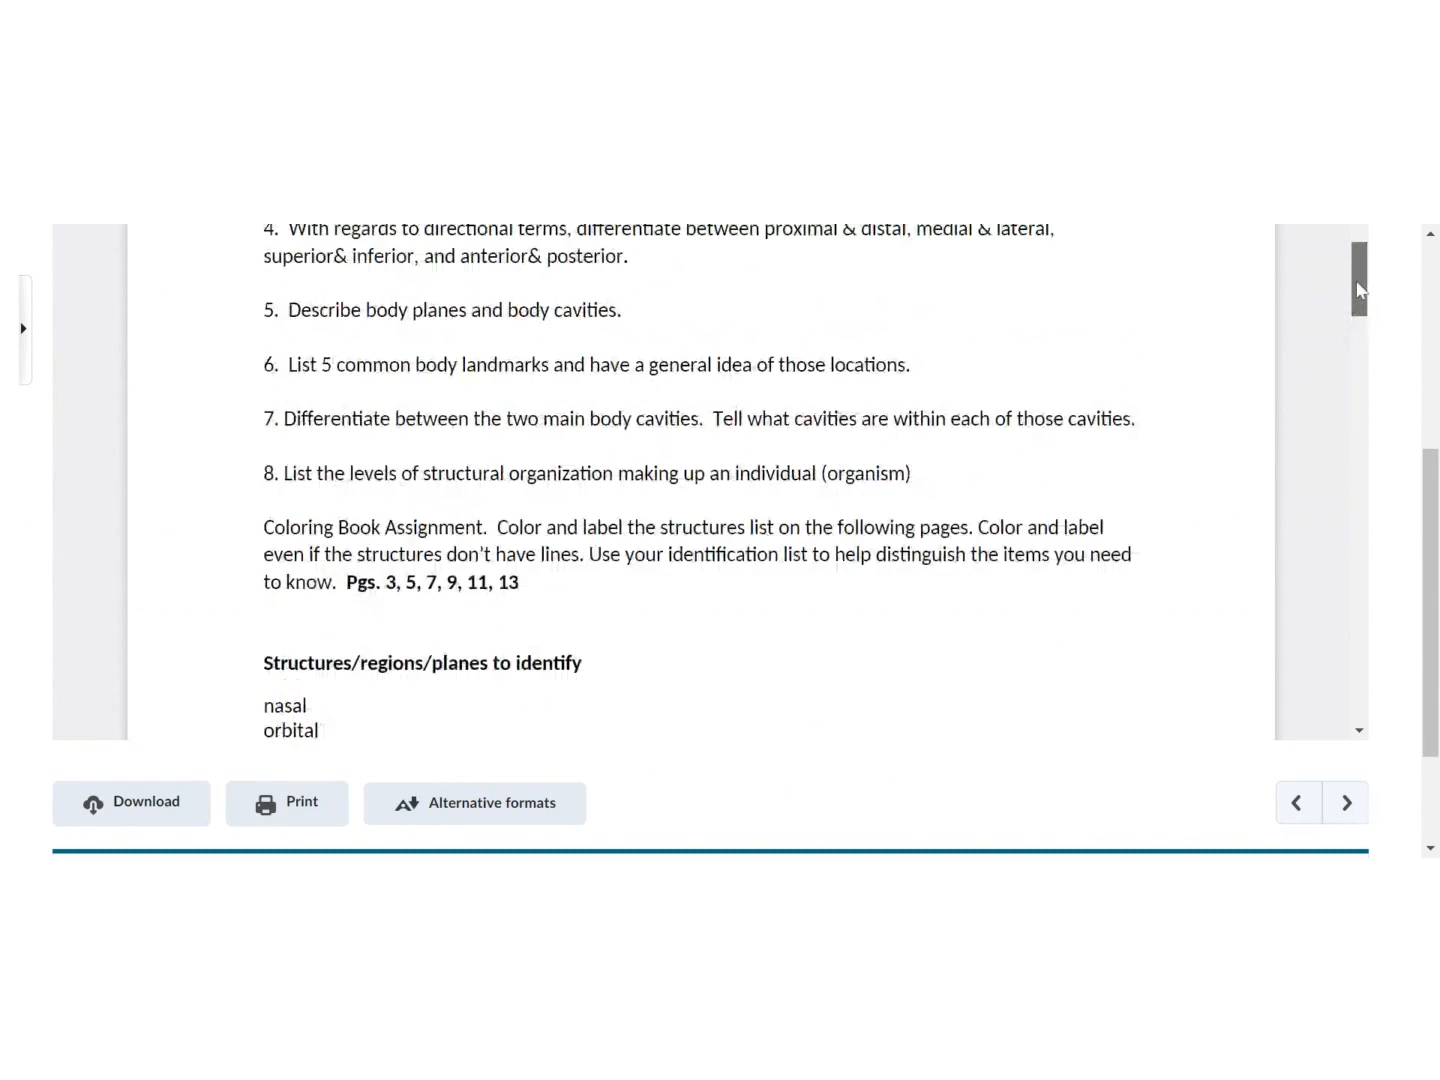 4. With regards to directional terms, differentiate between proximal & distal, medial & lateral,
superior& inferior, and anterior& posterior.
5. Describe body planes and body cavities.
6. List 5 common body landmarks and have a general idea of those locations.
7. Differentiate between the two main body cavities. Tell what cavities are within each of those cavities.
8. List the levels of structural organization making up an individual (organism)
Coloring Book Assignment. Color and label the structures list on the following pages. Color and label
even if the structures don't have lines. Use your identification list to help distinguish the items you need
to know. Pgs. 3, 5, 7, 9, 11, 13
Structures/regions/planes to identify
nasal
orbital
Download Print Alternative formats